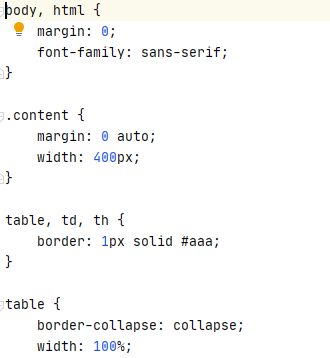 body, html {
    margin: 0;
    font-family: sans-serif;
}

.content {
    margin: 0 auto;
    width: 400px;
}

table, td, th {
    border: 1px solid #aaa;
}

table {
    border-collapse: collapse;
    width: 100%;